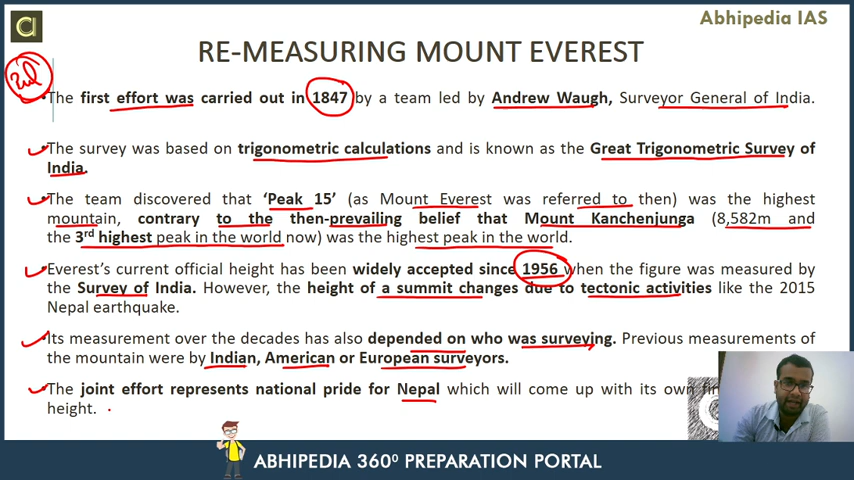 Abhipedia IAS
a
RE-MEASURING MOUNT EVEREST
•The first effort was carried out in 1847 by a team led by Andrew Waugh, Surveyor General of India.
•The survey was based on trigonometric calculations and is known as the Great Trigonometric Survey of
India.
•The team discovered that ‘Peak 15’ (as Mount Everest was referred to then) was the highest
mountain, contrary to the then-prevailing belief that Mount Kanchenjunga (8,582m and
the 3rd highest peak in the world now) was the highest peak in the world.
•Everest’s current official height has been widely accepted since 1956 when the figure was measured by
the Survey of India. However, the height of a summit changes due to tectonic activities like the 2015
Nepal earthquake.
•Its measurement over the decades has also depended on who was surveying. Previous measurements of
the mountain were by Indian, American or European surveyors.
•The joint effort represents national pride for Nepal which will come up with its own
height.
ABHIPEDIA 360⁰ PREPARATION PORTAL